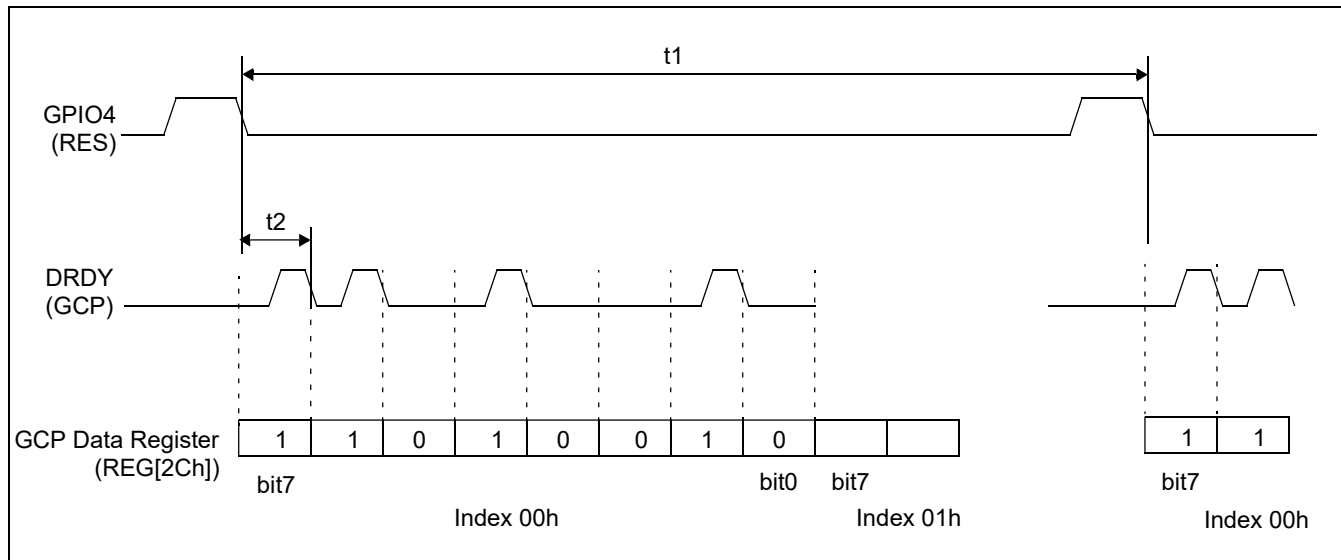 t1
GPIO4
(RES)
t2
DRDY
(GCP)
GCP Data Register
(REG[2Ch])
1 1 0 1 0 0 1 0
1 1
bit7 bit0 bit7 bit7
Index 00h Index 01h Index 00h